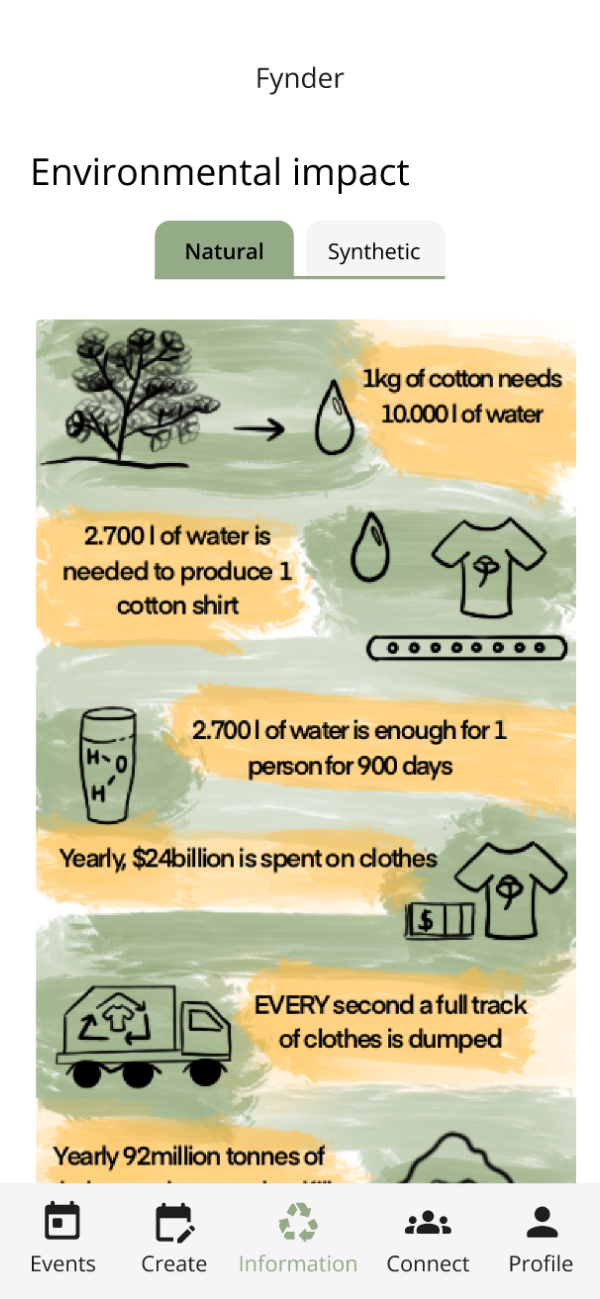 Fynder
Environmental impact
Natural
Synthetic
1kg of cotton needs
10.000 l of water
2.700 l of water is
needed to produce 1
cotton shirt
H O
H
2.700 l of water is enough for 1
person for 900 days
Yearly, $24billion is spent on clothes
$
EVERY second a full track
of clothes is dumped
Yearly 92million tonnes of
Events
Create
Information
Connect
Profile